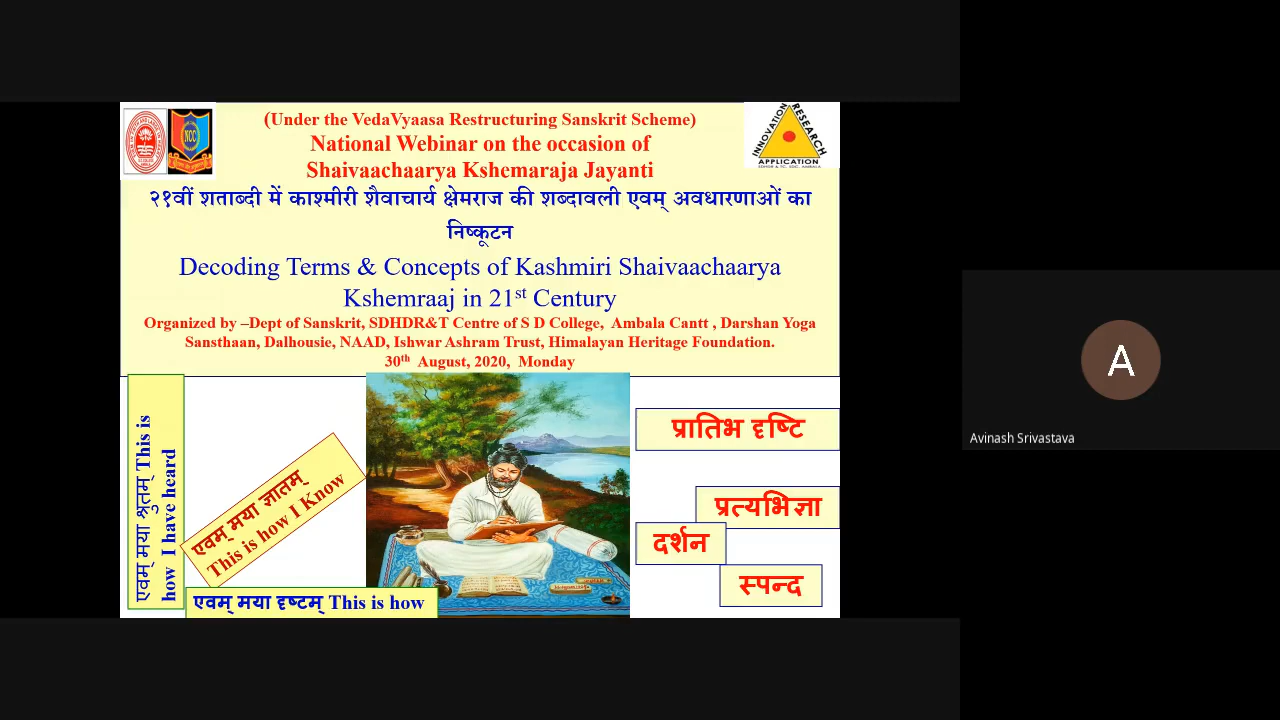 (Under the VedaVyaasa Restructuring Sanskrit Scheme)
National Webinar on the occasion of
Shaivaachaarya Kshemaraja Jayanti
२१वीं शताब्दी में काश्मीरी शैवाचार्य क्षेमराज की शब्दावली एवम् अवधारणाओं का
निष्कूटन
Decoding Terms & Concepts of Kashmiri Shaivaachaarya
Kshemraaj in 21st Century
Organized by –Dept of Sanskrit, SDHDR&T Centre of S D College, Ambala Cantt , Darshan Yoga
Sansthaan, Dalhousie, NAAD, Ishwar Ashram Trust, Himalayan Heritage Foundation.
30th August, 2020, Monday
NCC
INNOVATION
RESEARCH
APPLICATION
एवम् मया श्रुतम् This is
how I have heard
एवम् मया ज्ञातम्
This is how I Know
एवम् मया दृष्टम् This is how
प्रातिभ दृष्टि
प्रत्यभिज्ञा
दर्शन
स्पन्द
A
Avinash Srivastava